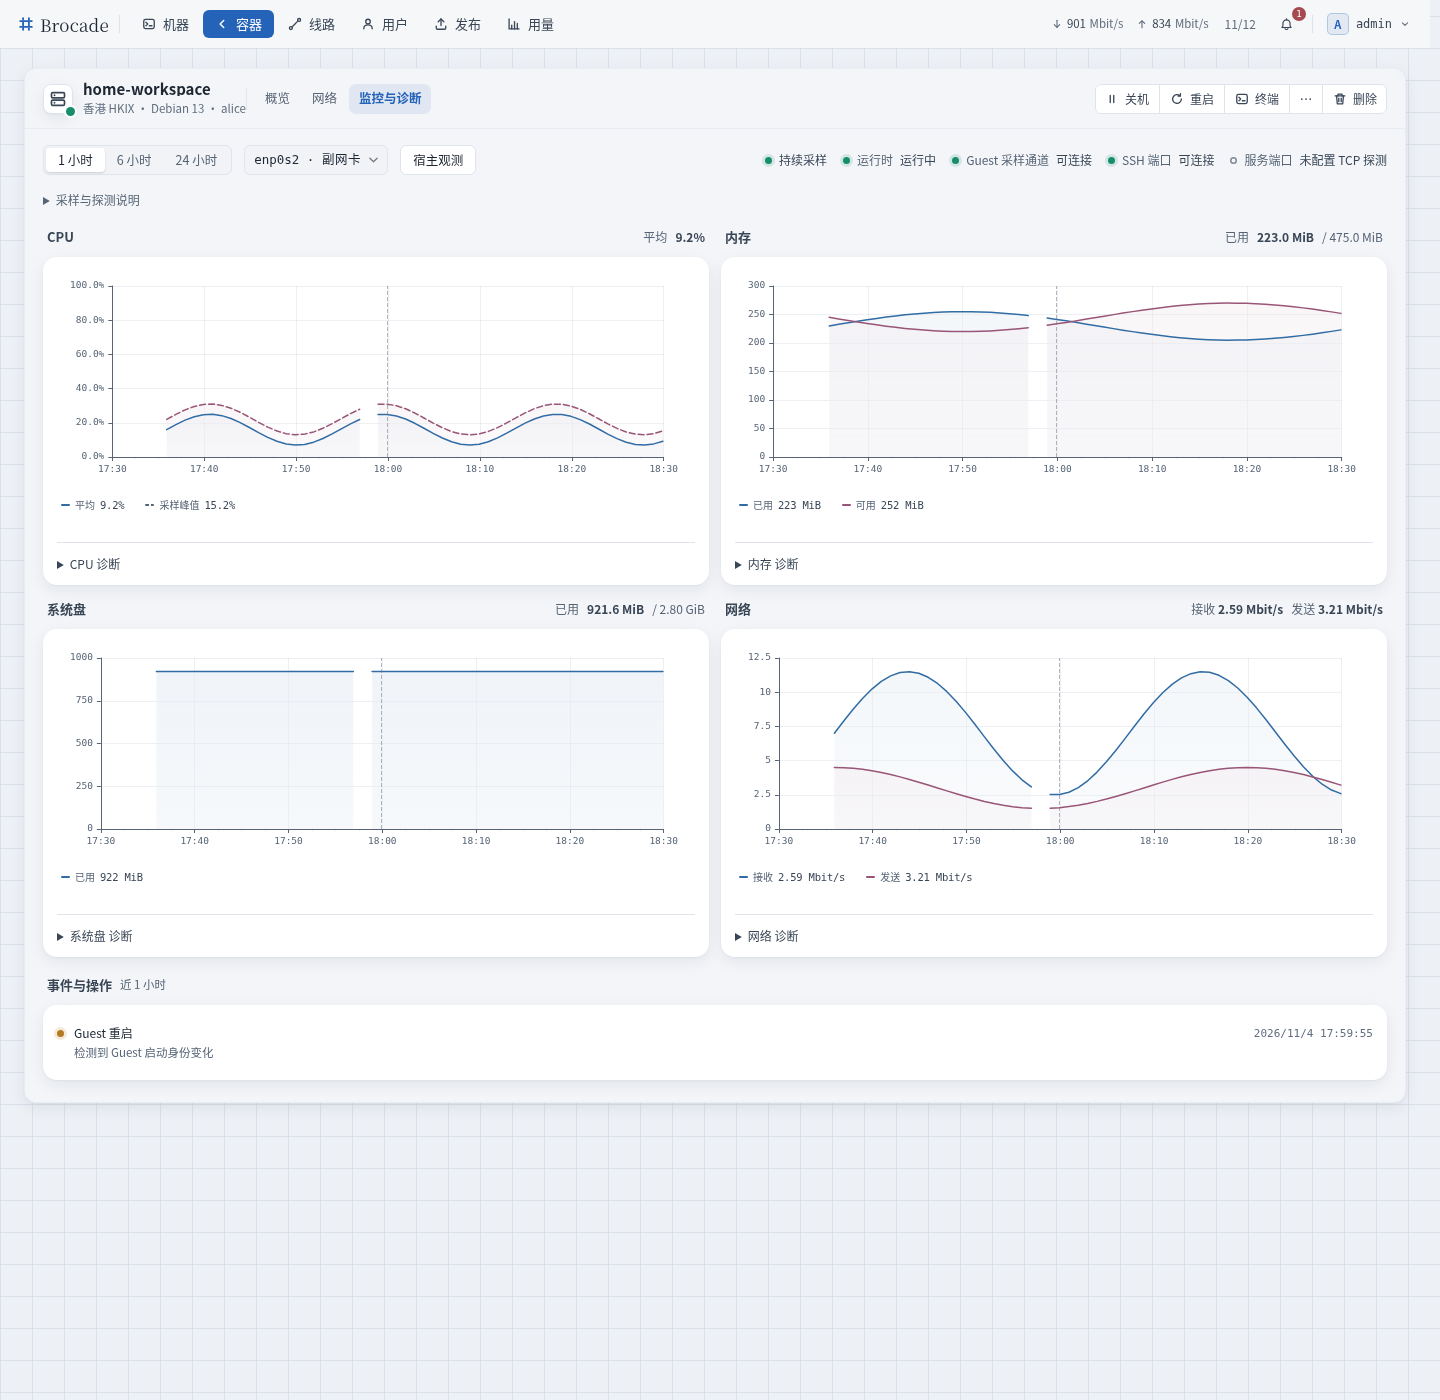 Brocade 机器 容器 线路 用户 发布 用量 901 Mbit/s 834 Mbit/s 11/12 1 A admin
home-workspace
香港 HKIX • Debian 13 • alice
概览 网络 监控与诊断 关机 重启 终端 ··· 删除
1 小时 6 小时 24 小时 enp0s2 · 副网卡 宿主观测 持续采样 运行时 运行中 Guest 采样通道 可连接 SSH 端口 可连接 服务端口 未配置 TCP 探测
采样与探测说明
CPU 平均 9.2%
100.0%
80.0%
60.0%
40.0%
20.0%
0.0%
17:30 17:40 17:50 18:00 18:10 18:20 18:30
平均 9.2% 采样峰值 15.2%
CPU 诊断
内存 已用 223.0 MiB / 475.0 MiB
300
250
200
150
100
50
0
17:30 17:40 17:50 18:00 18:10 18:20 18:30
已用 223 MiB 可用 252 MiB
内存 诊断
系统盘 已用 921.6 MiB / 2.80 GiB
1000
750
500
250
0
17:30 17:40 17:50 18:00 18:10 18:20 18:30
已用 922 MiB
系统盘 诊断
网络 接收 2.59 Mbit/s 发送 3.21 Mbit/s
12.5
10
7.5
5
2.5
0
17:30 17:40 17:50 18:00 18:10 18:20 18:30
接收 2.59 Mbit/s 发送 3.21 Mbit/s
网络 诊断
事件与操作 近 1 小时
Guest 重启 2026/11/4 17:59:55
检测到 Guest 启动身份变化